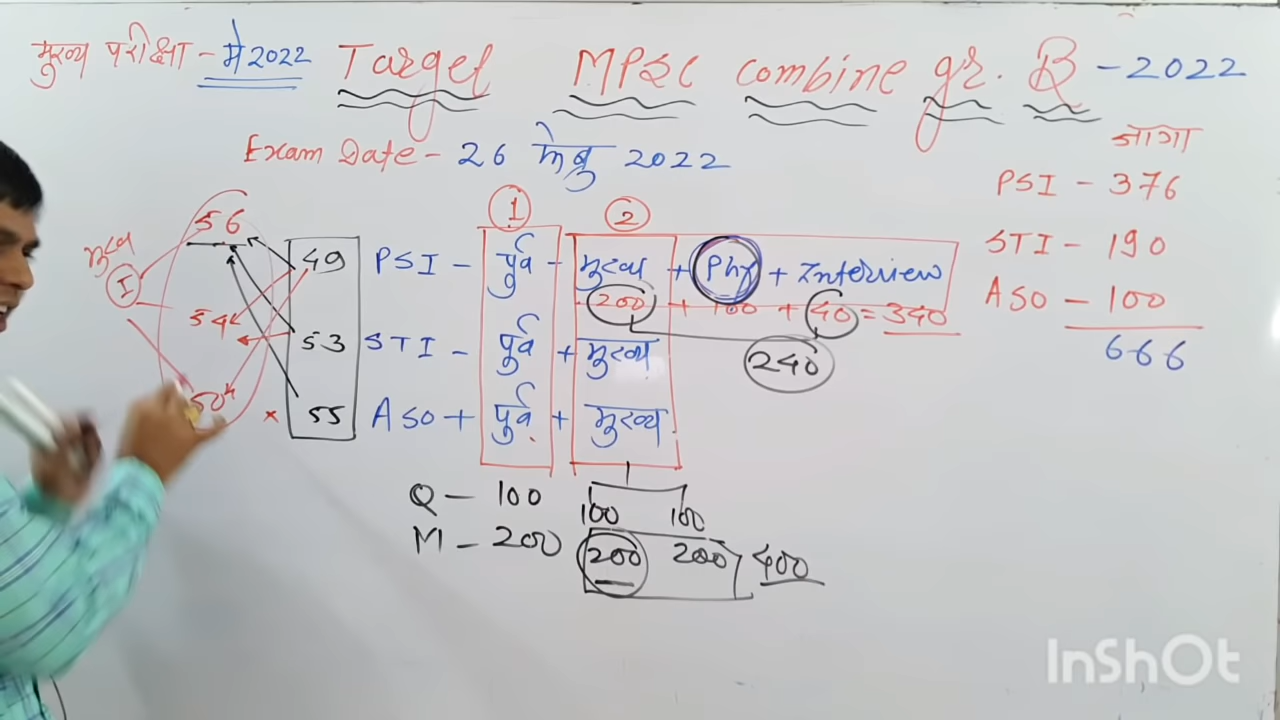 मुख्य परीक्षा - मे 2022 Target MPSC combine gr. B - 2022
Exam Date - 26 फेब्रु 2022
जागा
PSI - 376
STI - 190
ASO - 100
666
1 2
मुख्य I
56
54
50
49 PSI - पुर्व - मुख्य + Phy + Interview
200 + 100 + 40 = 340
53 STI - पुर्व + मुख्य
240
× 55 ASO + पुर्व + मुख्य
Q - 100 100 100
M - 200 200 200 400
InShOt